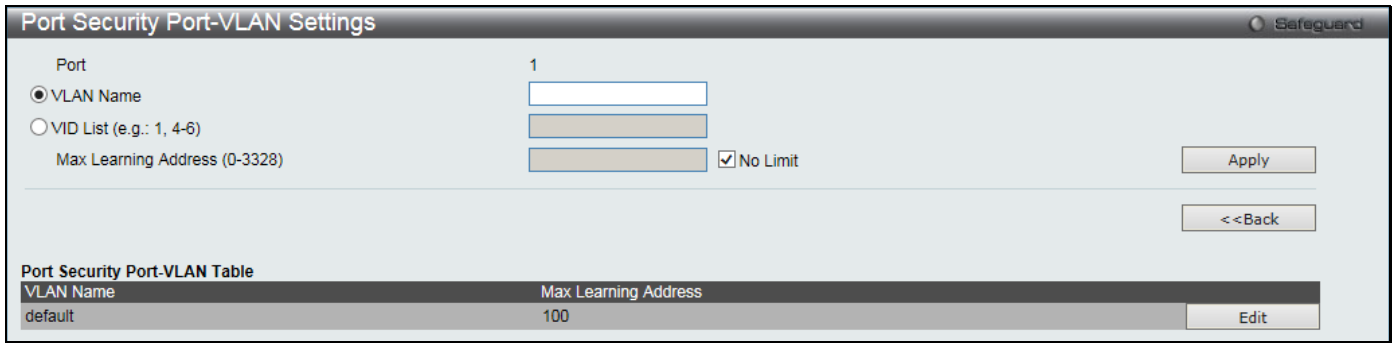 Port Security Port-VLAN Settings
Safeguard
Port 1
VLAN Name
VID List (e.g.: 1, 4-6)
Max Learning Address (0-3328) No Limit Apply
<<Back
Port Security Port-VLAN Table
VLAN Name Max Learning Address
default 100 Edit